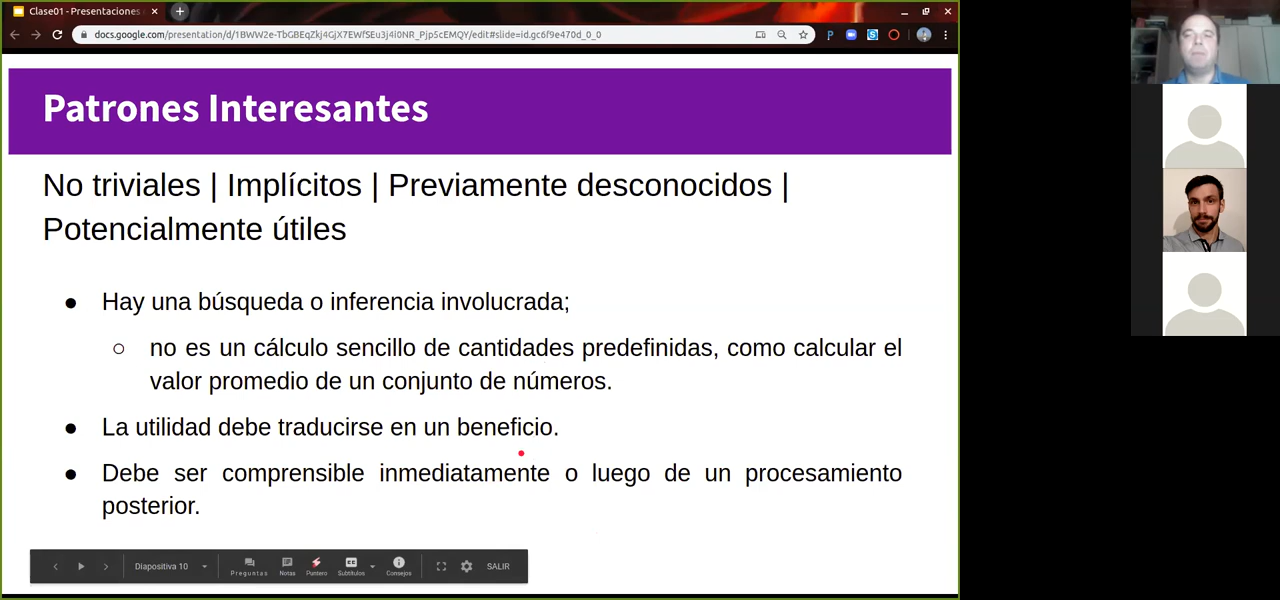 Clase01 - Presentaciones
docs.google.com/presentation/d/1BWW2e-TbGBEqZkj4GJX7EWfSEu3j4i0NR_PjpScEMQY/edit#slide=id.gc6f9e470d_0_0
Patrones Interesantes
No triviales | Implícitos | Previamente desconocidos |
Potencialmente útiles
● Hay una búsqueda o inferencia involucrada;
○ no es un cálculo sencillo de cantidades predefinidas, como calcular el
valor promedio de un conjunto de números.
● La utilidad debe traducirse en un beneficio.
● Debe ser comprensible inmediatamente o luego de un procesamiento
posterior.
Diapositiva 10 Preguntas Notas Puntero Subtítulos Consejos SALIR